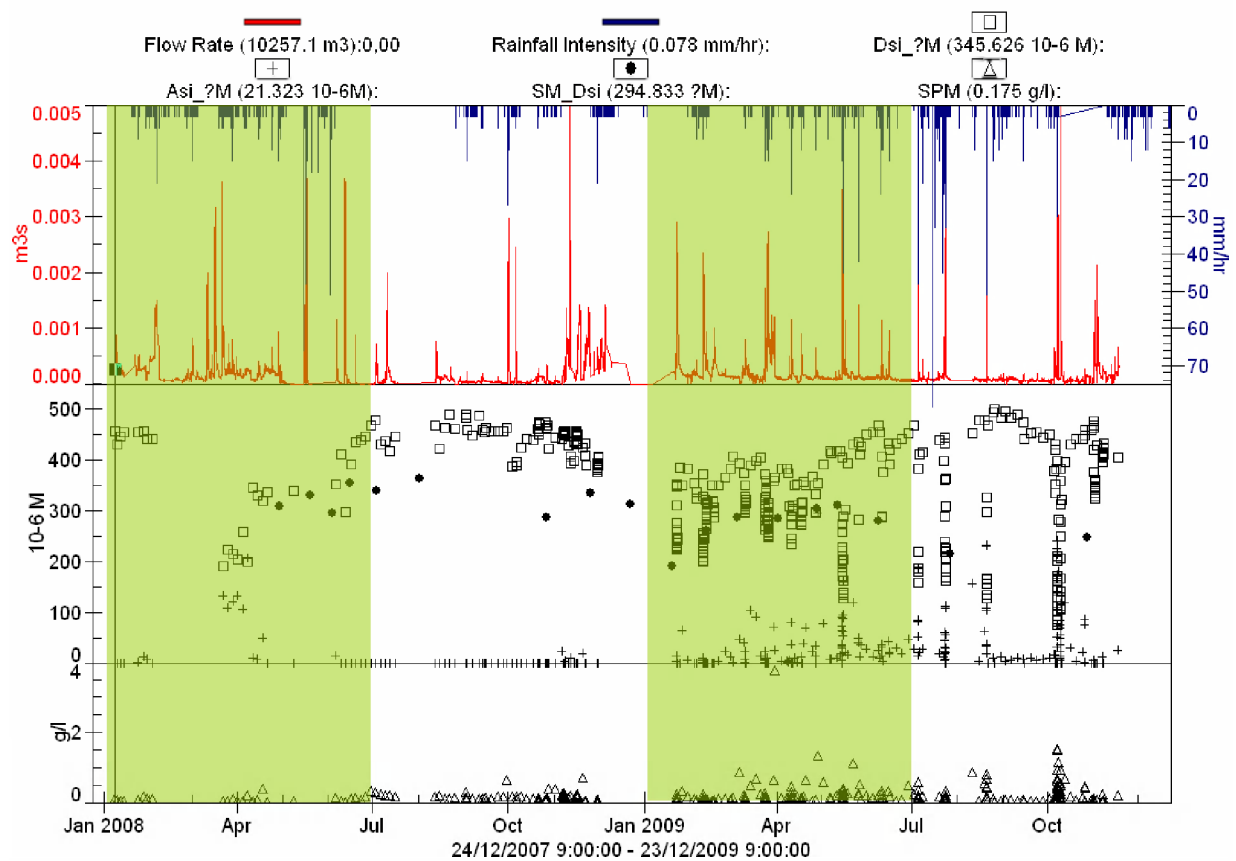 Flow Rate (10257.1 m3):0,00 Rainfall Intensity (0.078 mm/hr): Dsi_?M (345.626 10-6 M):
Asi_?M (21.323 10-6M): SM_Dsi (294.833 ?M): SPM (0.175 g/l):
0.005 0
0.004 10
20
0.003 30
m3s mm/hr
0.002 40
50
0.001 60
0.000 70
500
400
300
10-6 M
200
100
0
4
g/l
2
0
Jan 2008 Apr Jul Oct Jan 2009 Apr Jul Oct
24/12/2007 9:00:00 - 23/12/2009 9:00:00